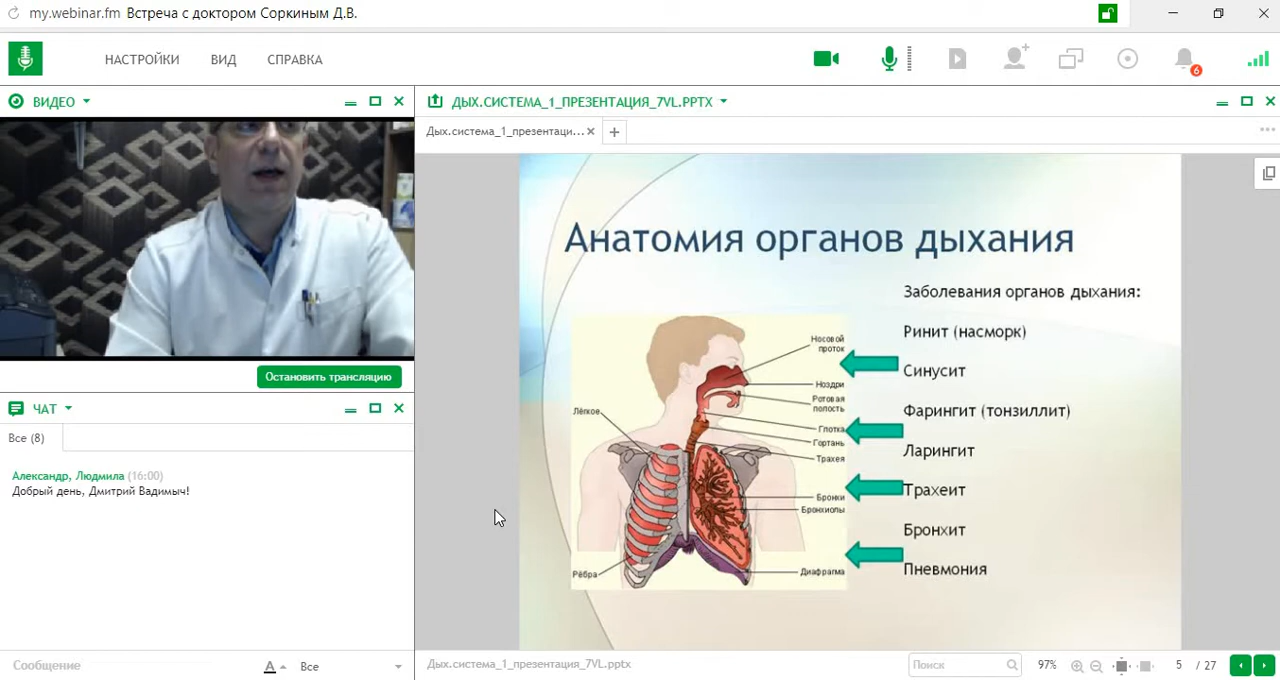 my.webinar.fm Встреча с доктором Соркиным Д.В.
НАСТРОЙКИ ВИД СПРАВКА
6
ВИДЕО
Остановить трансляцию
ЧАТ
Все (8)
Александр, Людмила (16:00)
Добрый день, Дмитрий Вадимыч!
Сообщение
А
Все
ДЫХ.СИСТЕМА_1_ПРЕЗЕНТАЦИЯ_7VL.PPTX
Дых.система_1_презентаци...
Анатомия органов дыхания
Носовой
проток
Ноздри
Ротовая
полость
Глотка
Гортань
Трахея
Бронхи
Бронхиолы
Диафрагма
Лёгкое
Рёбра
Заболевания органов дыхания:
Ринит (насморк)
Синусит
Фарингит (тонзиллит)
Ларингит
Трахеит
Бронхит
Пневмония
Дых.система_1_презентация_7VL.pptx
Поиск
97%
5 / 27